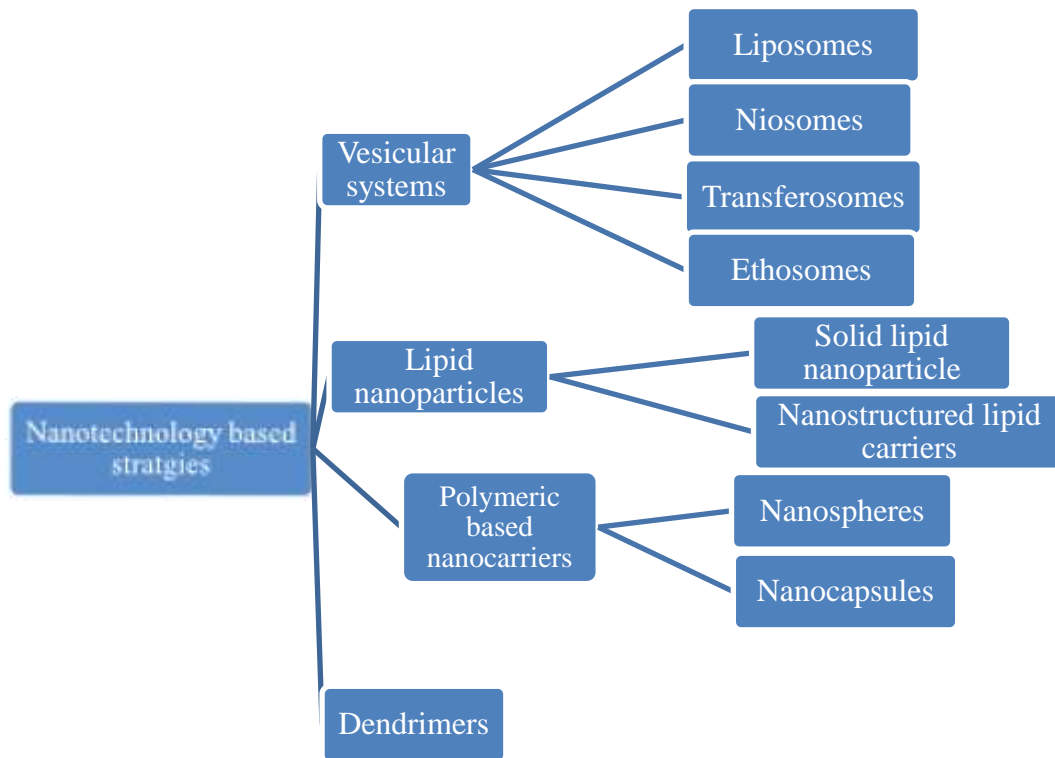 Nanotechnology based
stratgies
Vesicular
systems
Liposomes
Niosomes
Transferosomes
Ethosomes
Lipid
nanoparticles
Solid lipid
nanoparticle
Nanostructured lipid
carriers
Polymeric
based
nanocarriers
Nanospheres
Nanocapsules
Dendrimers